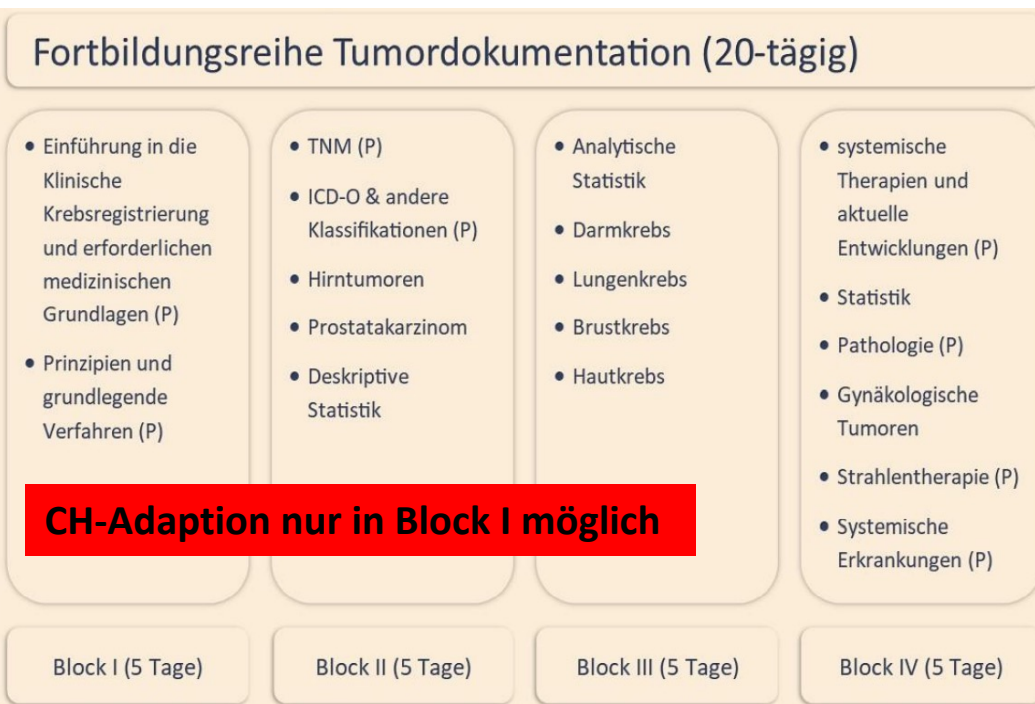 Fortbildungsreihe Tumordokumentation (20-tägig)
• Einführung in die
Klinische
Krebsregistrierung
und erforderlichen
medizinischen
Grundlagen (P)
• Prinzipien und
grundlegende
Verfahren (P)
• TNM (P)
• ICD-O & andere
Klassifikationen (P)
• Hirntumoren
• Prostatakarzinom
• Deskriptive
Statistik
• Analytische
Statistik
• Darmkrebs
• Lungenkrebs
• Brustkrebs
• Hautkrebs
• systemische
Therapien und
aktuelle
Entwicklungen (P)
• Statistik
• Pathologie (P)
• Gynäkologische
Tumoren
• Strahlentherapie (P)
• Systemische
Erkrankungen (P)
CH-Adaption nur in Block I möglich
Block I (5 Tage)
Block II (5 Tage)
Block III (5 Tage)
Block IV (5 Tage)